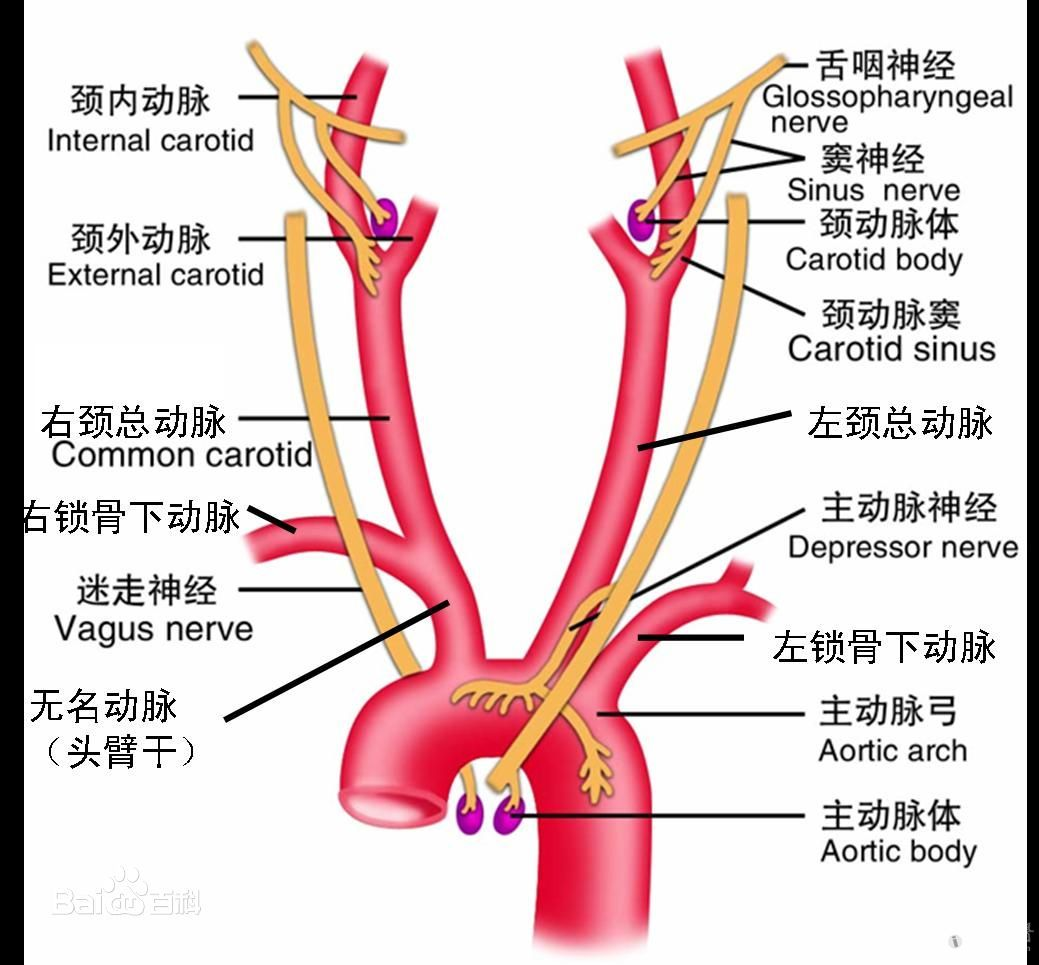 颈内动脉
Internal carotid
颈外动脉
External carotid
右颈总动脉
Common carotid
右锁骨下动脉
迷走神经
Vagus nerve
无名动脉
（头臂干）
舌咽神经
Glossopharyngeal
nerve
窦神经
Sinus nerve
颈动脉体
Carotid body
颈动脉窦
Carotid sinus
左颈总动脉
主动脉神经
Depressor nerve
左锁骨下动脉
主动脉弓
Aortic arch
主动脉体
Aortic body
Bai du 百科